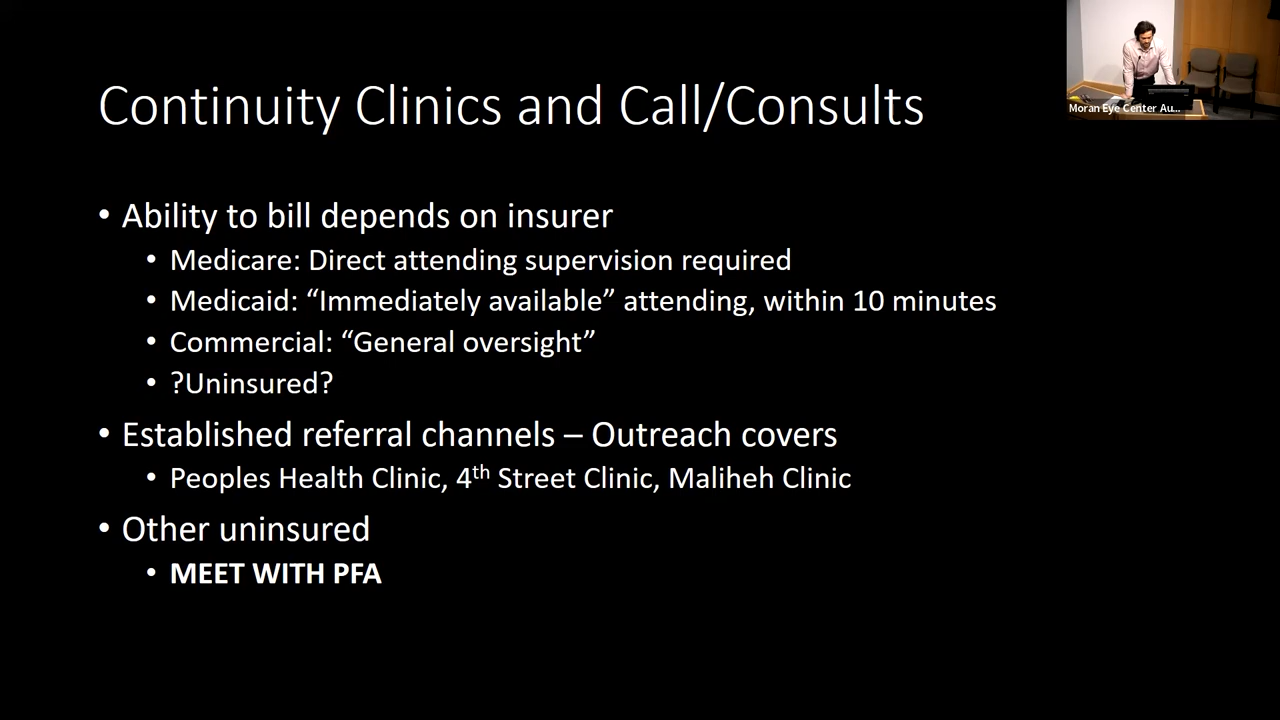 Continuity Clinics and Call/Consults
Moran Eye Center Au...
• Ability to bill depends on insurer
• Medicare: Direct attending supervision required
• Medicaid: “Immediately available” attending, within 10 minutes
• Commercial: “General oversight”
• ?Uninsured?
• Established referral channels – Outreach covers
• Peoples Health Clinic, 4th Street Clinic, Maliheh Clinic
• Other uninsured
• MEET WITH PFA